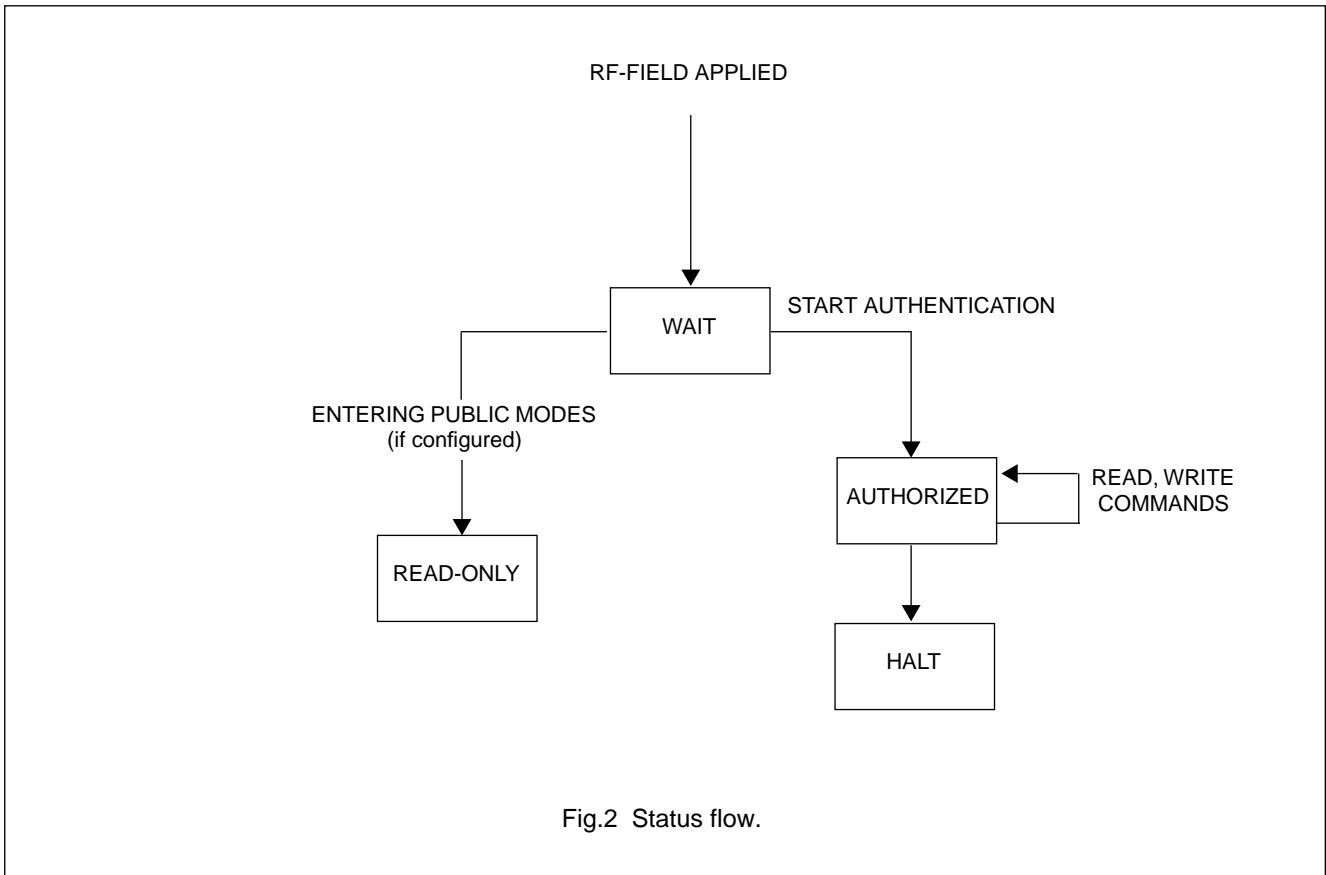 RF-FIELD APPLIED
WAIT
START AUTHENTICATION
ENTERING PUBLIC MODES
(if configured)
READ-ONLY
AUTHORIZED
READ, WRITE
COMMANDS
HALT
Fig.2 Status flow.